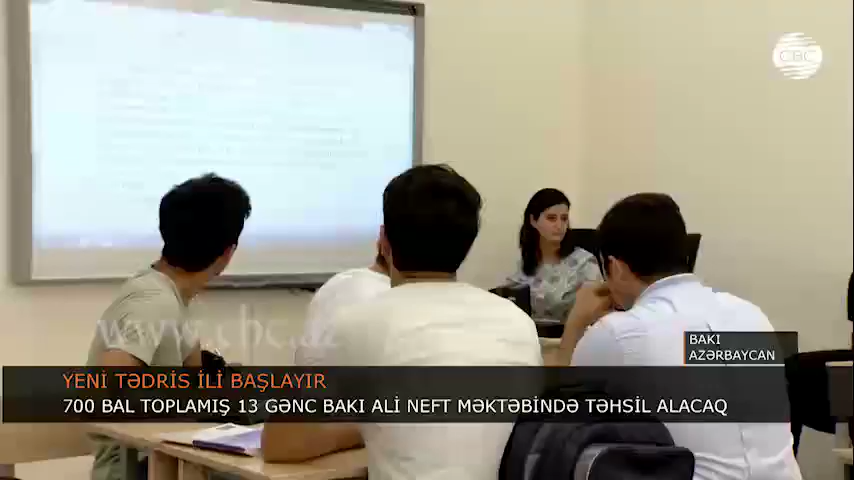 CBC
www.cbc.az
BAKI
AZƏRBAYCAN
YENİ TƏDRİS İLİ BAŞLAYIR
700 BAL TOPLAMIŞ 13 GƏNC BAKI ALİ NEFT MƏKTƏBİNDƏ TƏHSİL ALACAQ